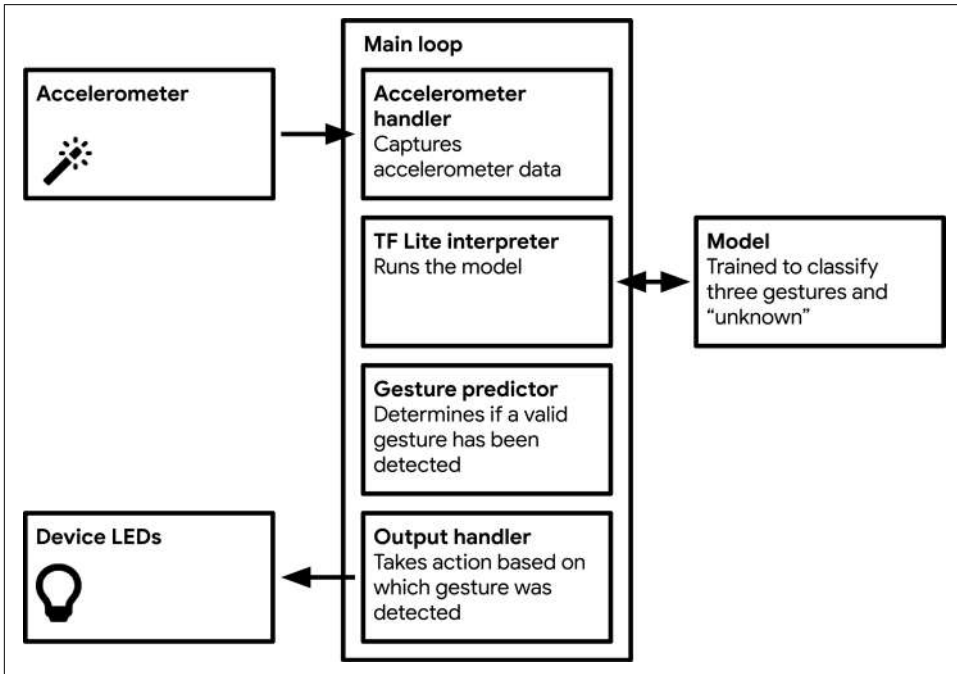 Main loop
Accelerometer
Accelerometer
handler
Captures
accelerometer data
TF Lite interpreter
Runs the model
Model
Trained to classify
three gestures and
“unknown”
Gesture predictor
Determines if a valid
gesture has been
detected
Device LEDs
Output handler
Takes action based on
which gesture was
detected